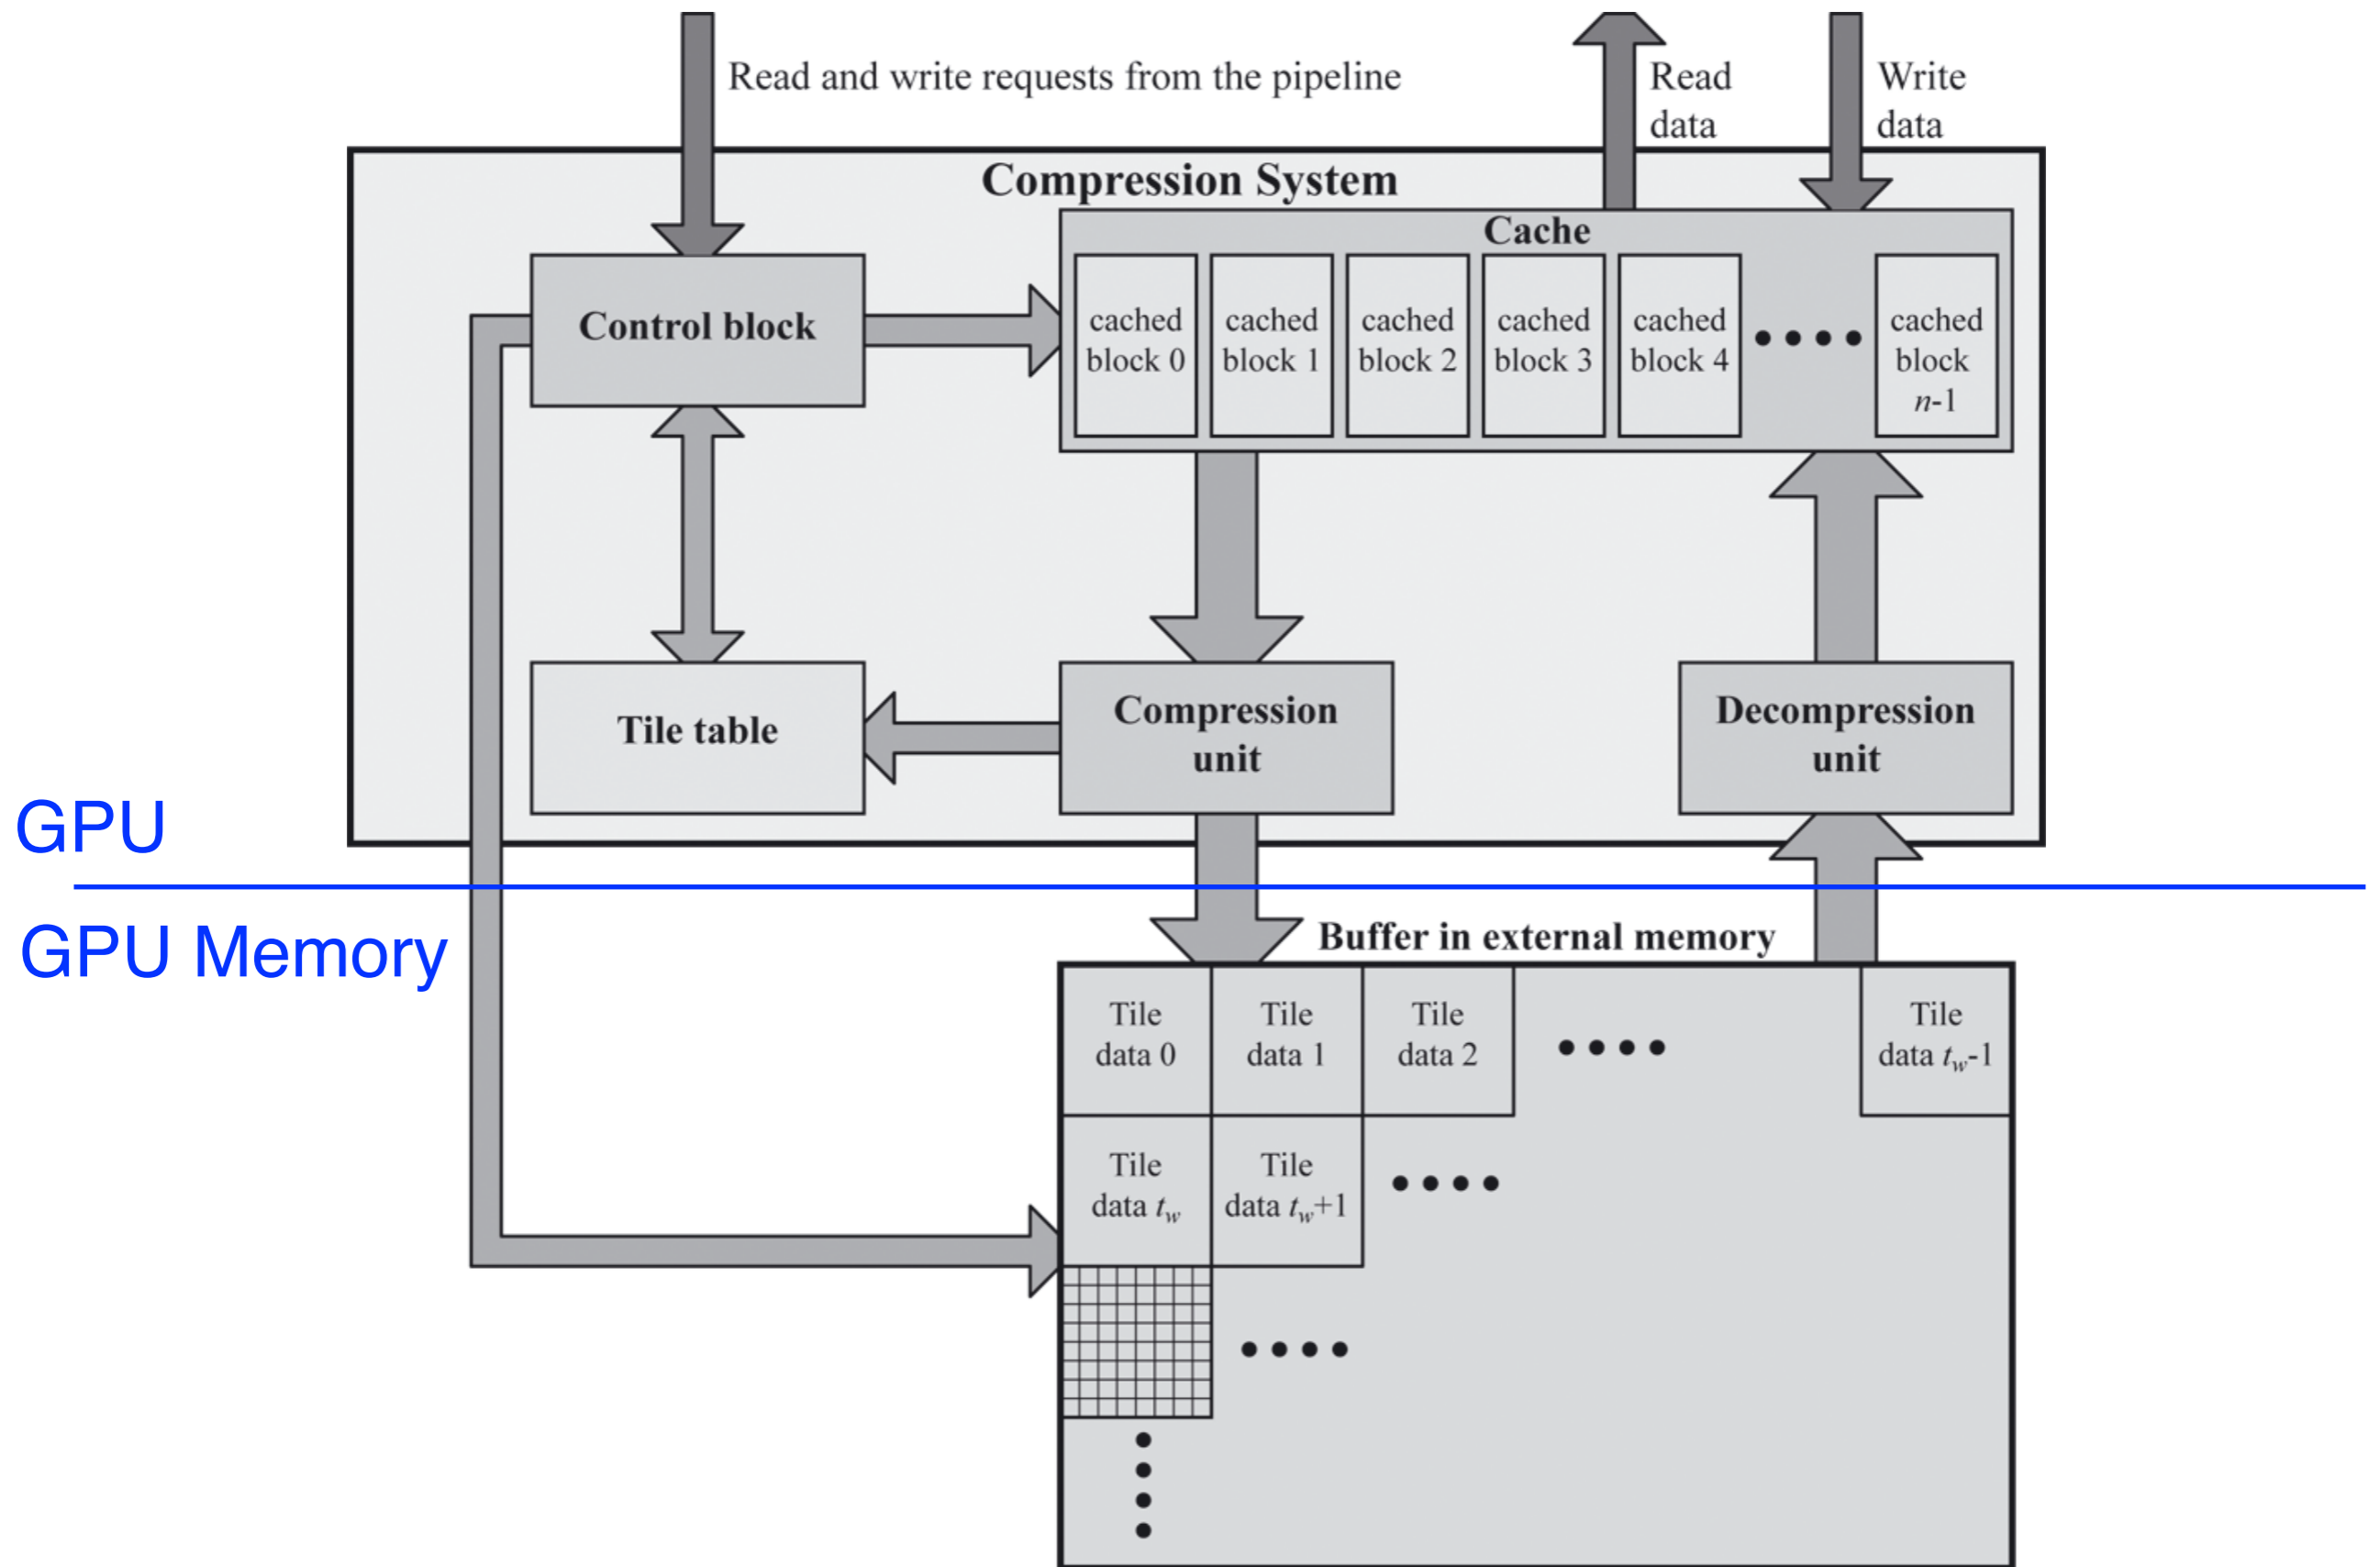 Read and write requests from the pipeline
Read
data
Write
data
Compression System
Cache
Control block
cached
block 0
cached
block 1
cached
block 2
cached
block 3
cached
block 4
cached
block
n-1
Tile table
Compression
unit
Decompression
unit
GPU
GPU Memory
Buffer in external memory
Tile
data 0
Tile
data 1
Tile
data 2
Tile
data t_w-1
Tile
data t_w
Tile
data t_w+1